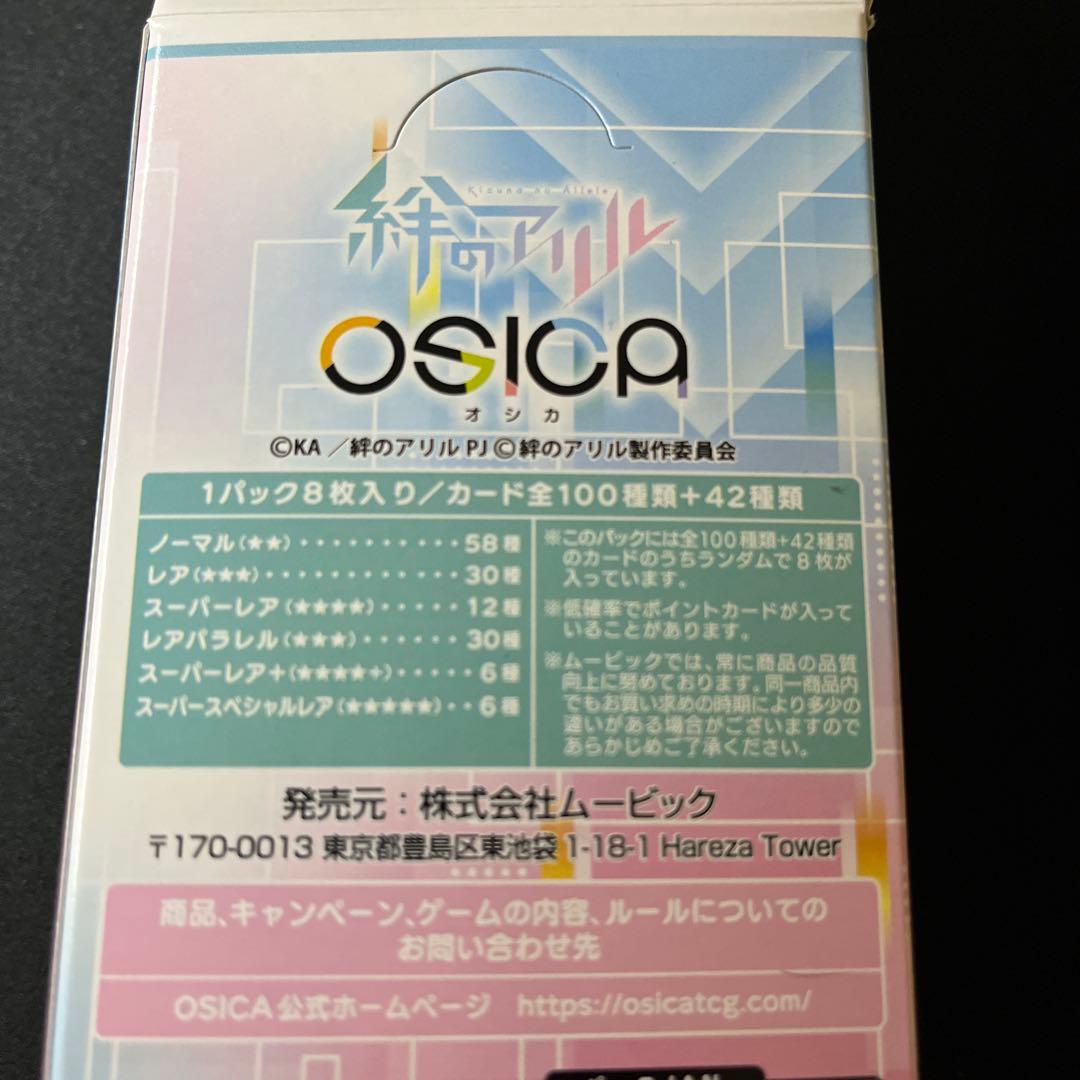 Kizuna no Allele
絆のアリル
OSICA
オシカ
©KA／絆のアリルPJ ©絆のアリル製作委員会
1パック8枚入り／カード全100種類+42種類
ノーマル(★★)・・・・・・・・・・・58種
レア(★★★)・・・・・・・・・・・・・30種
スーパーレア(★★★★)・・・・・12種
レアパラレル(★★★)・・・・・・・30種
スーパーレア+(★★★★+)・・・・・6種
スーパースペシャルレア(★★★★★)・・6種
※このパックには全100種類+42種類
のカードのうちランダムで8枚が
入っています。
※低確率でポイントカードが入って
いることがあります。
※ムービックでは、常に商品の品質
向上に努めております。同一商品内
でもお買い求めの時期により多少の
違いがある場合がございますので
あらかじめご了承ください。
発売元：株式会社ムービック
〒170-0013 東京都豊島区東池袋 1-18-1 Hareza Tower
商品、キャンペーン、ゲームの内容、ルールについての
お問い合わせ先
OSICA公式ホームページ https://osicatcg.com/